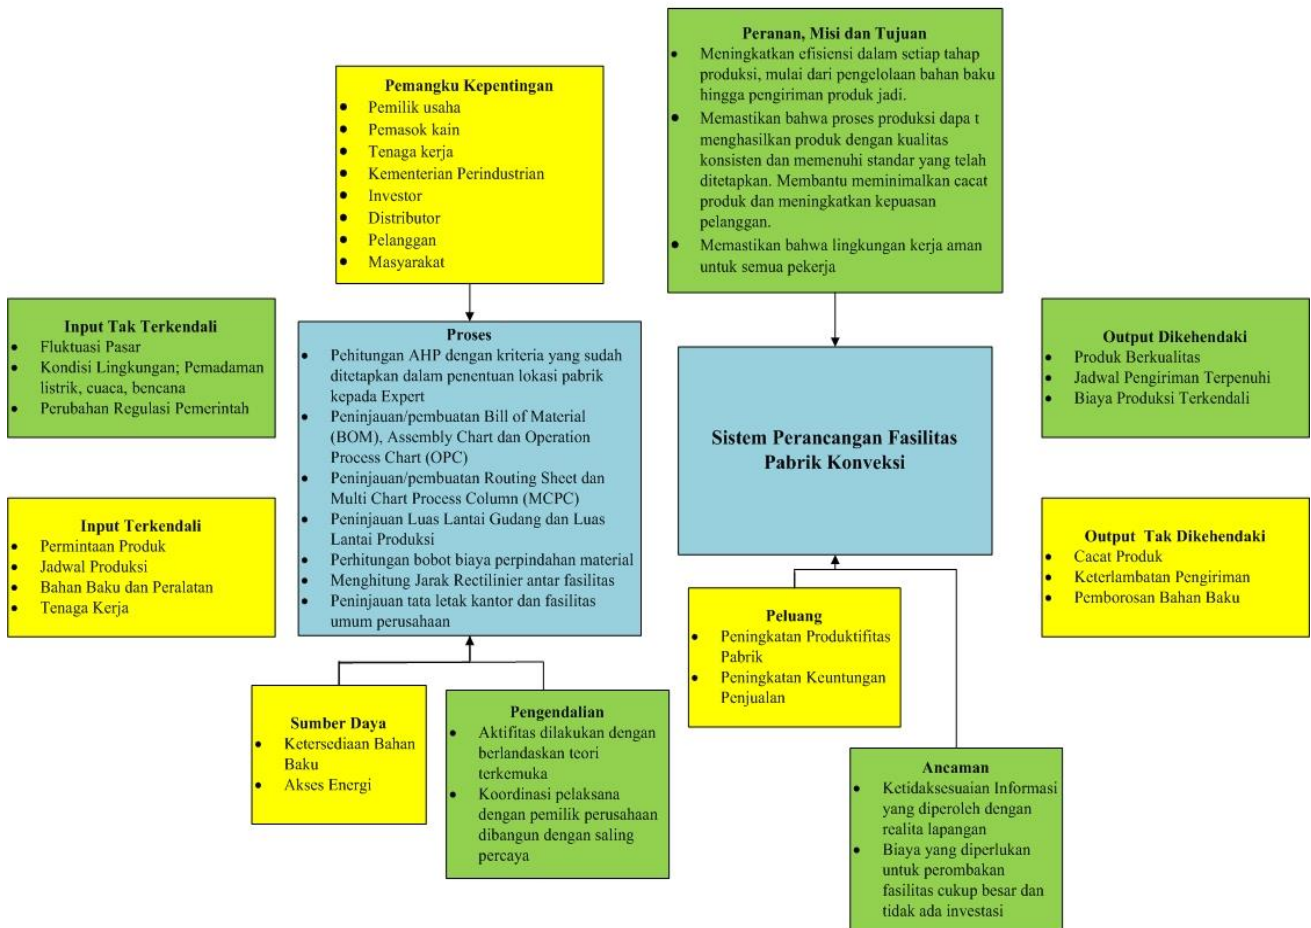 Peranan, Misi dan Tujuan
• Meningkatkan efisiensi dalam setiap tahap
produksi, mulai dari pengelolaan bahan baku
hingga pengiriman produk jadi.
• Memastikan bahwa proses produksi dapa t
menghasilkan produk dengan kualitas
konsisten dan memenuhi standar yang telah
ditetapkan. Membantu meminimalkan cacat
produk dan meningkatkan kepuasan
pelanggan.
• Memastikan bahwa lingkungan kerja aman
untuk semua pekerja
Pemangku Kepentingan
• Pemilik usaha
• Pemasok kain
• Tenaga kerja
• Kementerian Perindustrian
• Investor
• Distributor
• Pelanggan
• Masyarakat
Input Tak Terkendali
• Fluktuasi Pasar
• Kondisi Lingkungan; Pemadaman
listrik, cuaca, bencana
• Perubahan Regulasi Pemerintah
Input Terkendali
• Permintaan Produk
• Jadwal Produksi
• Bahan Baku dan Peralatan
• Tenaga Kerja
Proses
• Pehitungan AHP dengan kriteria yang sudah
ditetapkan dalam penentuan lokasi pabrik
kepada Expert
• Peninjauan/pembuatan Bill of Material
(BOM), Assembly Chart dan Operation
Process Chart (OPC)
• Peninjauan/pembuatan Routing Sheet dan
Multi Chart Process Column (MCPC)
• Peninjauan Luas Lantai Gudang dan Luas
Lantai Produksi
• Perhitungan bobot biaya perpindahan material
• Menghitung Jarak Rectilinier antar fasilitas
• Peninjauan tata letak kantor dan fasilitas
umum perusahaan
Sistem Perancangan Fasilitas
Pabrik Konveksi
Output Dikehendaki
• Produk Berkualitas
• Jadwal Pengiriman Terpenuhi
• Biaya Produksi Terkendali
Output Tak Dikehendaki
• Cacat Produk
• Keterlambatan Pengiriman
• Pemborosan Bahan Baku
Sumber Daya
• Ketersediaan Bahan
Baku
• Akses Energi
Pengendalian
• Aktifitas dilakukan dengan
berlandaskan teori
terkemuka
• Koordinasi pelaksana
dengan pemilik perusahaan
dibangun dengan saling
percaya
Peluang
• Peningkatan Produktifitas
Pabrik
• Peningkatan Keuntungan
Penjualan
Ancaman
• Ketidaksesuaian Informasi
yang diperoleh dengan
realita lapangan
• Biaya yang diperlukan
untuk perombakan
fasilitas cukup besar dan
tidak ada investasi